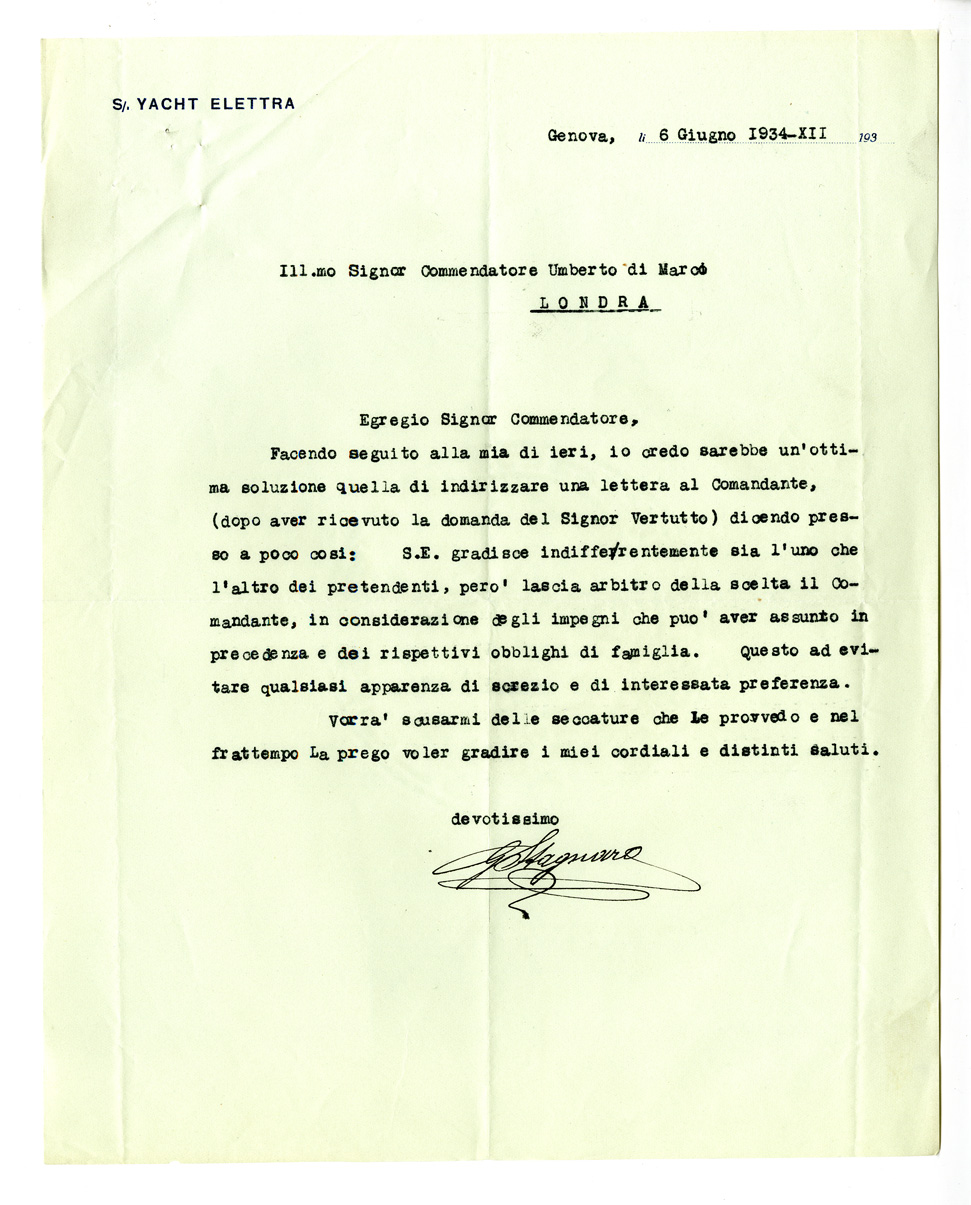 S/. YACHT ELETTRA
Genova, li 6 Giugno 1934-XII 193
Ill.mo Signor Commendatore Umberto di Marco
LONDRA
Egregio Signor Commendatore,
Facendo seguito alla mia di ieri, io credo sarebbe un'otti-
ma soluzione quella di indirizzare una lettera al Comandante,
(dopo aver ricevuto la domanda del Signor Vertutto) dicendo pres-
so a poco cosi: S.E. gradisce indiffe/rentemente sia l'uno che
l'altro dei pretendenti, pero' lascia arbitro della scelta il Co-
mandante, in considerazione degli impegni che puo' aver assunto in
precedenza e dei rispettivi obblighi di famiglia. Questo ad evi-
tare qualsiasi apparenza di screzio e di interessata preferenza.
Vorra' scusarmi delle seccature che Le provvedo e nel
frattempo La prego voler gradire i miei cordiali e distinti saluti.
devotissimo
G Stagnaro